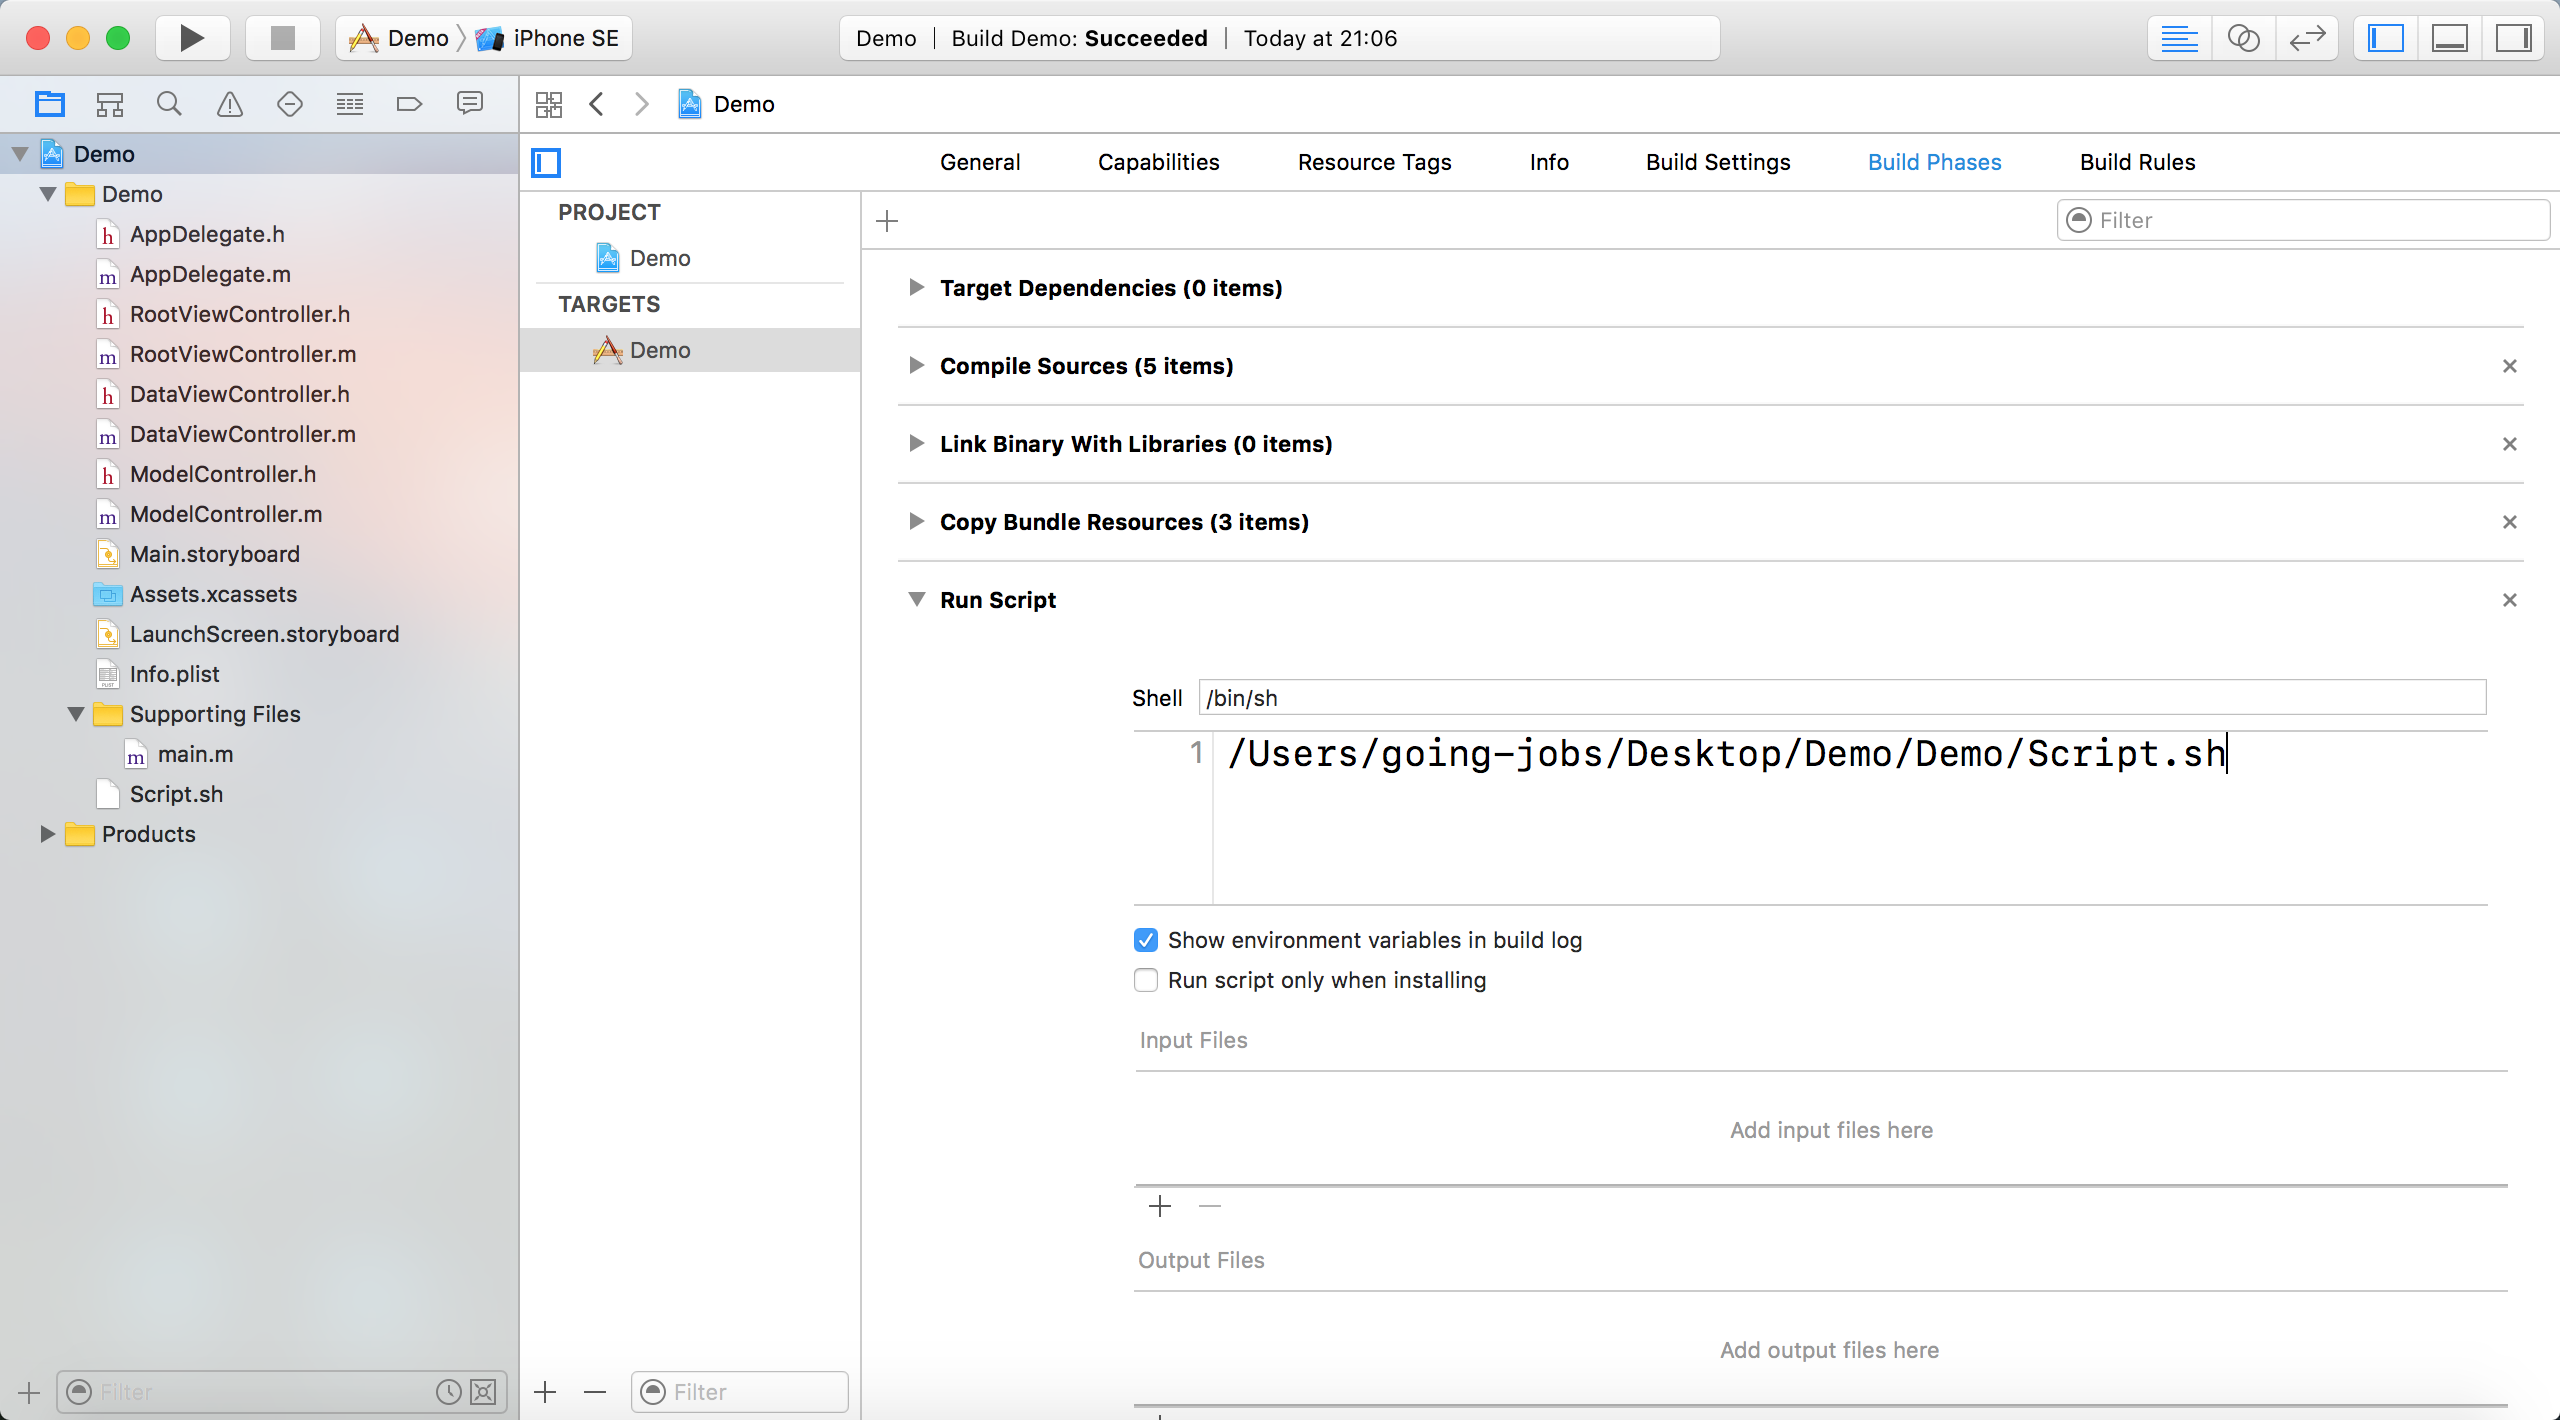 Demo iPhone SE
Demo | Build Demo: Succeeded | Today at 21:06
Demo
Demo
Demo
AppDelegate.h
AppDelegate.m
RootViewController.h
RootViewController.m
DataViewController.h
DataViewController.m
ModelController.h
ModelController.m
Main.storyboard
Assets.xcassets
LaunchScreen.storyboard
Info.plist
Supporting Files
main.m
Script.sh
Products
Filter
General Capabilities Resource Tags Info Build Settings Build Phases Build Rules
PROJECT
Demo
TARGETS
Demo
Filter
Filter
Target Dependencies (0 items)
Compile Sources (5 items)
Link Binary With Libraries (0 items)
Copy Bundle Resources (3 items)
Run Script
Shell /bin/sh
1 /Users/going-jobs/Desktop/Demo/Demo/Script.sh
Show environment variables in build log
Run script only when installing
Input Files
Add input files here
Output Files
Add output files here